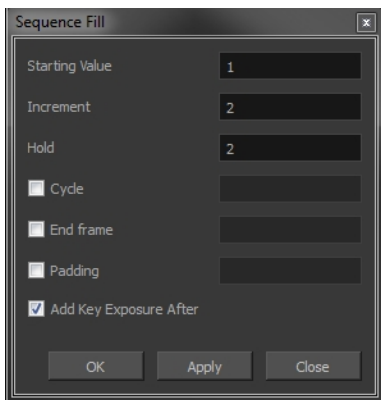 Sequence Fill
Starting Value 1
Increment 2
Hold 2
Cycle
End frame
Padding
Add Key Exposure After
OK Apply Close